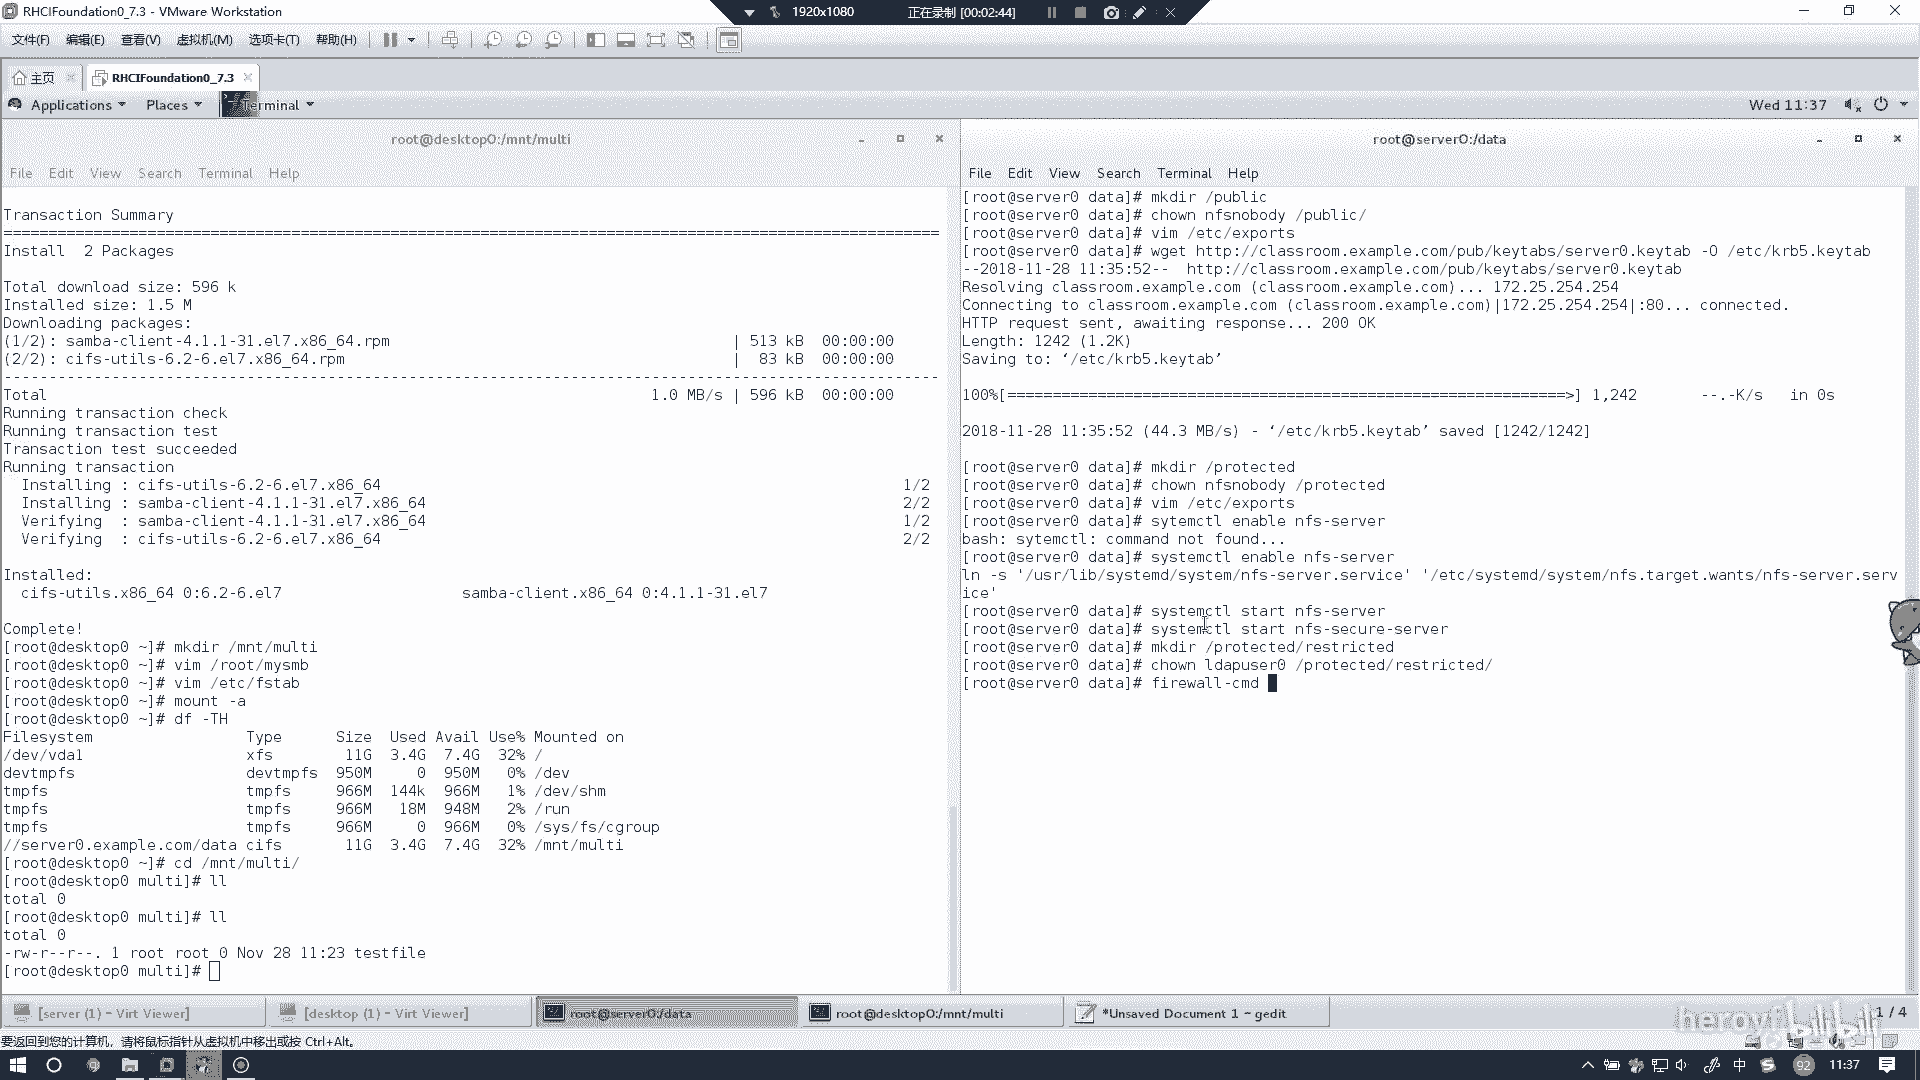 RHCIFoundation0_7.3 - VMware Workstation
1920x1080
正在录制 [00:02:44]
文件(F) 编辑(E) 查看(V) 虚拟机(M) 选项卡(T) 帮助(H)
主页
RHCIFoundation0_7.3
Applications Places Terminal
Wed 11:37
root@desktop0:/mnt/multi
File Edit View Search Terminal Help
Transaction Summary
================================================================================
Install  2 Packages
Total download size: 596 k
Installed size: 1.5 M
Downloading packages:
(1/2): samba-client-4.1.1-31.el7.x86_64.rpm | 513 kB  00:00:00
(2/2): cifs-utils-6.2-6.el7.x86_64.rpm |  83 kB  00:00:00
--------------------------------------------------------------------------------
Total 1.0 MB/s | 596 kB  00:00:00
Running transaction check
Running transaction test
Transaction test succeeded
Running transaction
Installing : cifs-utils-6.2-6.el7.x86_64 1/2
Installing : samba-client-4.1.1-31.el7.x86_64 2/2
Verifying  : samba-client-4.1.1-31.el7.x86_64 1/2
Verifying  : cifs-utils-6.2-6.el7.x86_64 2/2
Installed:
cifs-utils.x86_64 0:6.2-6.el7 samba-client.x86_64 0:4.1.1-31.el7
Complete!
[root@desktop0 ~]# mkdir /mnt/multi
[root@desktop0 ~]# vim /root/mysmb
[root@desktop0 ~]# vim /etc/fstab
[root@desktop0 ~]# mount -a
[root@desktop0 ~]# df -TH
Filesystem Type Size Used Avail Use% Mounted on
/dev/vda1 xfs 11G 3.4G 7.4G 32% /
devtmpfs devtmpfs 950M 0 950M 0% /dev
tmpfs tmpfs 966M 144k 966M 1% /dev/shm
tmpfs tmpfs 966M 18M 948M 2% /run
tmpfs tmpfs 966M 0 966M 0% /sys/fs/cgroup
//server0.example.com/data cifs 11G 3.4G 7.4G 32% /mnt/multi
[root@desktop0 ~]# cd /mnt/multi/
[root@desktop0 multi]# ll
total 0
[root@desktop0 multi]# ll
total 0
-rw-r--r--. 1 root root 0 Nov 28 11:23 testfile
[root@desktop0 multi]#
root@server0:/data
File Edit View Search Terminal Help
[root@server0 data]# mkdir /public
[root@server0 data]# chown nfsnobody /public/
[root@server0 data]# vim /etc/exports
[root@server0 data]# wget http://classroom.example.com/pub/keytabs/server0.keytab -O /etc/krb5.keytab
--2018-11-28 11:35:52--  http://classroom.example.com/pub/keytabs/server0.keytab
Resolving classroom.example.com (classroom.example.com)... 172.25.254.254
Connecting to classroom.example.com (classroom.example.com)|172.25.254.254|:80... connected.
HTTP request sent, awaiting response... 200 OK
Length: 1242 (1.2K)
Saving to: ‘/etc/krb5.keytab’
100%[==============================================================>] 1,242 --.-K/s in 0s
2018-11-28 11:35:52 (44.3 MB/s) - ‘/etc/krb5.keytab’ saved [1242/1242]
[root@server0 data]# mkdir /protected
[root@server0 data]# chown nfsnobody /protected
[root@server0 data]# vim /etc/exports
[root@server0 data]# sytemctl enable nfs-server
bash: sytemctl: command not found...
[root@server0 data]# systemctl enable nfs-server
ln -s '/usr/lib/systemd/system/nfs-server.service' '/etc/systemd/system/nfs.target.wants/nfs-server.serv
ice'
[root@server0 data]# systemctl start nfs-server
[root@server0 data]# systemctl start nfs-secure-server
[root@server0 data]# mkdir /protected/restricted
[root@server0 data]# chown ldapuser0 /protected/restricted/
[root@server0 data]# firewall-cmd
[server (1) – Virt Viewer]
[desktop (1) – Virt Viewer]
root@server0:/data
root@desktop0:/mnt/multi
*Unsaved Document 1 – gedit
1 / 4
要返回到您的计算机，请将鼠标指针从虚拟机中移出或按 Ctrl+Alt。
中
92
11:37